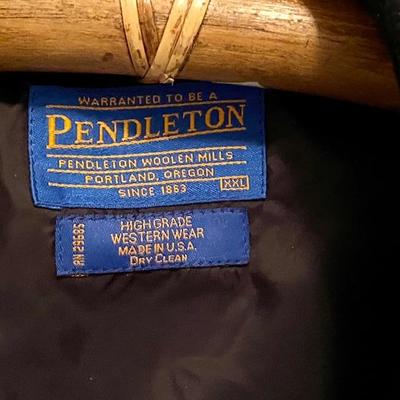 WARRANTED TO BE A
PENDLETON
PENDLETON WOOLEN MILLS
PORTLAND, OREGON
SINCE 1863
XXL
HIGH GRADE
WESTERN WEAR
MADE IN U.S.A.
DRY CLEAN
RN 29685